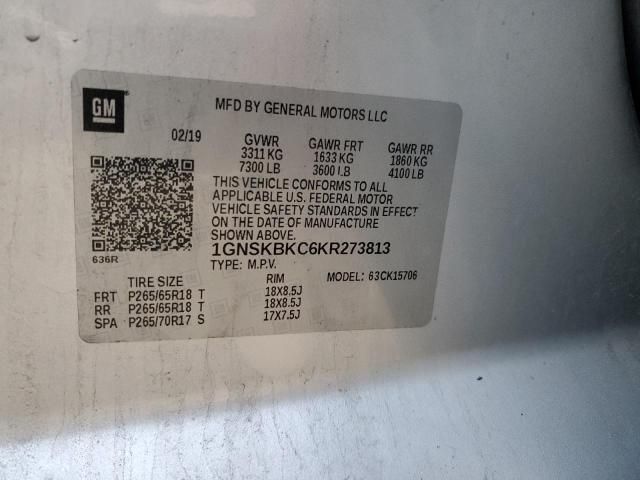 GM
MFD BY GENERAL MOTORS LLC
02/19 GVWR GAWR FRT GAWR RR
3311 KG 1633 KG 1860 KG
7300 LB 3600 LB 4100 LB
THIS VEHICLE CONFORMS TO ALL
APPLICABLE U.S. FEDERAL MOTOR
VEHICLE SAFETY STANDARDS IN EFFECT
ON THE DATE OF MANUFACTURE
SHOWN ABOVE.
636R
1GNSKBKC6KR273813
TYPE: M.P.V. MODEL: 63CK15706
TIRE SIZE RIM
FRT P265/65R18 T 18X8.5J
RR P265/65R18 T 18X8.5J
SPA P265/70R17 S 17X7.5J